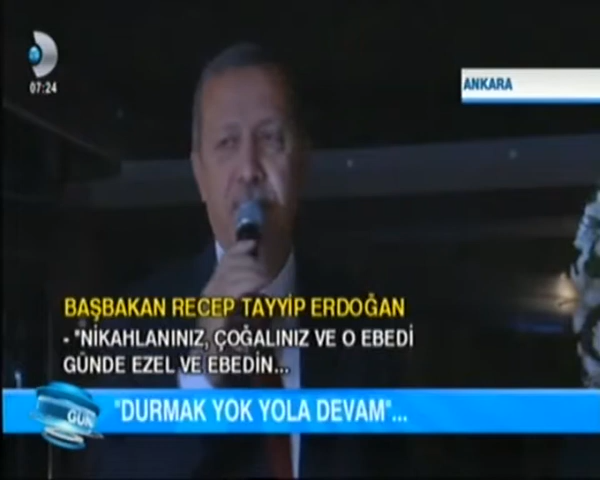 07:24
ANKARA
BAŞBAKAN RECEP TAYYİP ERDOĞAN
- "NİKAHLANINIZ, ÇOĞALINIZ VE O EBEDİ
GÜNDE EZEL VE EBEDİN...
GÜN
"DURMAK YOK YOLA DEVAM"...